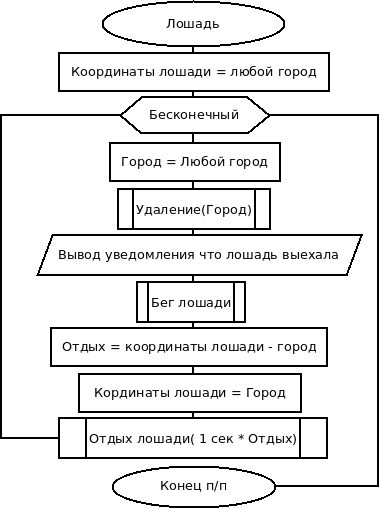 Лошадь
Координаты лошади = любой город
Бесконечный
Город = Любой город
Удаление(Город)
Вывод уведомления что лошадь выехала
Бег лошади
Отдых = координаты лошади - город
Кординаты лошади = Город
Отдых лошади( 1 сек * Отдых)
Конец п/п